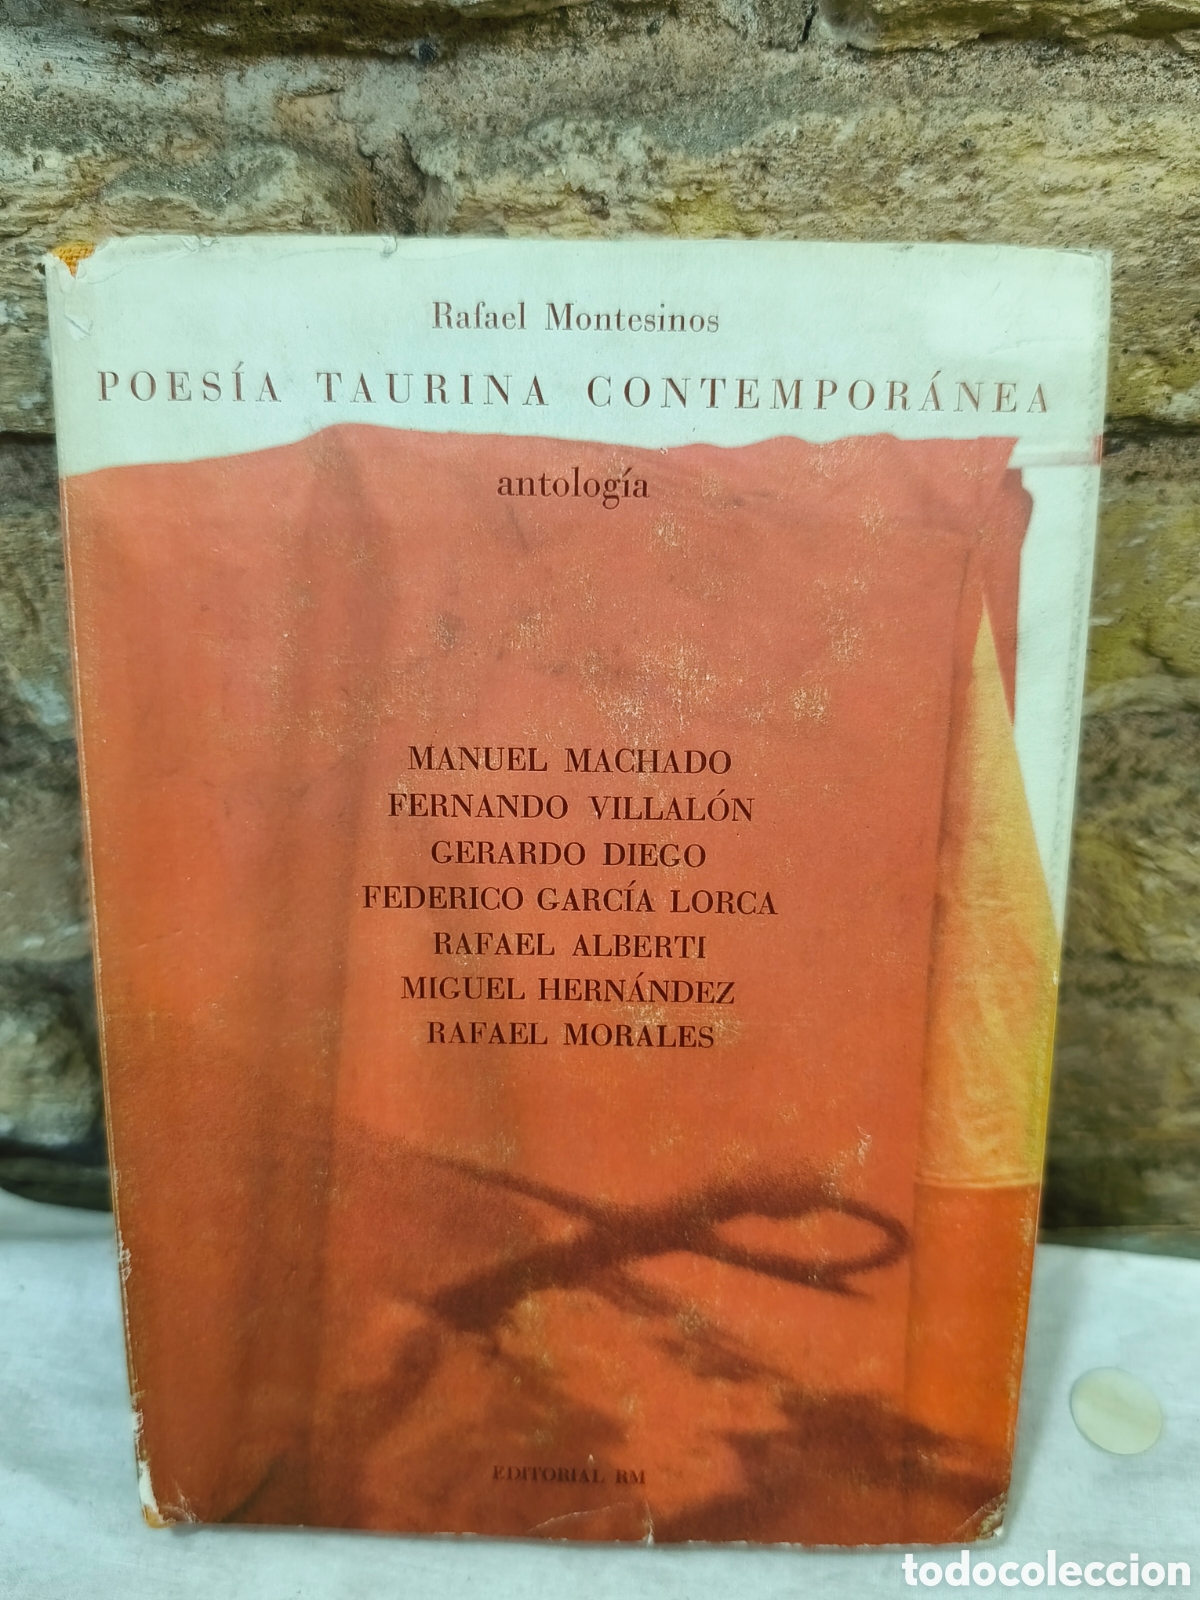 Rafael Montesinos
POESÍA TAURINA CONTEMPORÁNEA
antología
MANUEL MACHADO
FERNANDO VILLALÓN
GERARDO DIEGO
FEDERICO GARCÍA LORCA
RAFAEL ALBERTI
MIGUEL HERNÁNDEZ
RAFAEL MORALES
EDITORIAL RM
todocoleccion